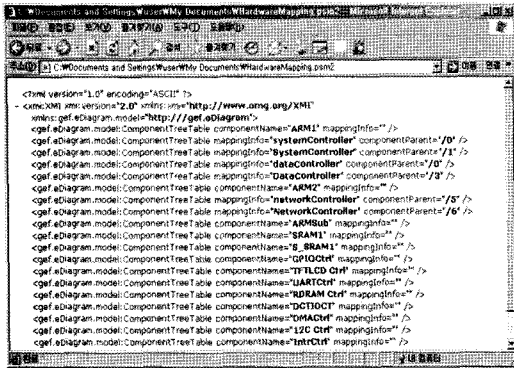 C:₩Documents and Settings₩user₩My Documents₩HardwareMapping.psm2 Microsoft Internet
C:₩Documents and Settings₩user₩My Documents₩HardwareMapping.psm2
<?xml version="1.0" encoding="ASCII" ?>
- <xmi:XMI xmi:version="2.0" xmlns:xmi="http://www.omg.org/XMI"
xmlns:gef.eDiagram.model="http:///gef.eDiagram">
<gef.eDiagram.model:ComponentTreeTable componentName="ARM1" mappingInfo="" />
<gef.eDiagram.model:ComponentTreeTable mappingInfo="systemController" componentParent="/0" />
<gef.eDiagram.model:ComponentTreeTable mappingInfo="SystemController" componentParent="/1" />
<gef.eDiagram.model:ComponentTreeTable mappingInfo="dataController" componentParent="/0" />
<gef.eDiagram.model:ComponentTreeTable mappingInfo="DataController" componentParent="/3" />
<gef.eDiagram.model:ComponentTreeTable componentName="ARM2" mappingInfo="" />
<gef.eDiagram.model:ComponentTreeTable mappingInfo="networkController" componentParent="/5" />
<gef.eDiagram.model:ComponentTreeTable mappingInfo="NetworkController" componentParent="/6" />
<gef.eDiagram.model:ComponentTreeTable componentName="ARMSub" mappingInfo="" />
<gef.eDiagram.model:ComponentTreeTable componentName="SRAM1" mappingInfo="" />
<gef.eDiagram.model:ComponentTreeTable componentName="S_SRAM1" mappingInfo="" />
<gef.eDiagram.model:ComponentTreeTable componentName="GPIOCtrl" mappingInfo="" />
<gef.eDiagram.model:ComponentTreeTable componentName="TFTLCD Ctrl" mappingInfo="" />
<gef.eDiagram.model:ComponentTreeTable componentName="UARTCtrl" mappingInfo="" />
<gef.eDiagram.model:ComponentTreeTable componentName="RDRAM Ctrl" mappingInfo="" />
<gef.eDiagram.model:ComponentTreeTable componentName="DCTIOCT" mappingInfo="" />
<gef.eDiagram.model:ComponentTreeTable componentName="DMACtrl" mappingInfo="" />
<gef.eDiagram.model:ComponentTreeTable componentName="I2C Ctrl" mappingInfo="" />
<gef.eDiagram.model:ComponentTreeTable componentName="IntrCtrl" mappingInfo="" />
완료
내 컴퓨터